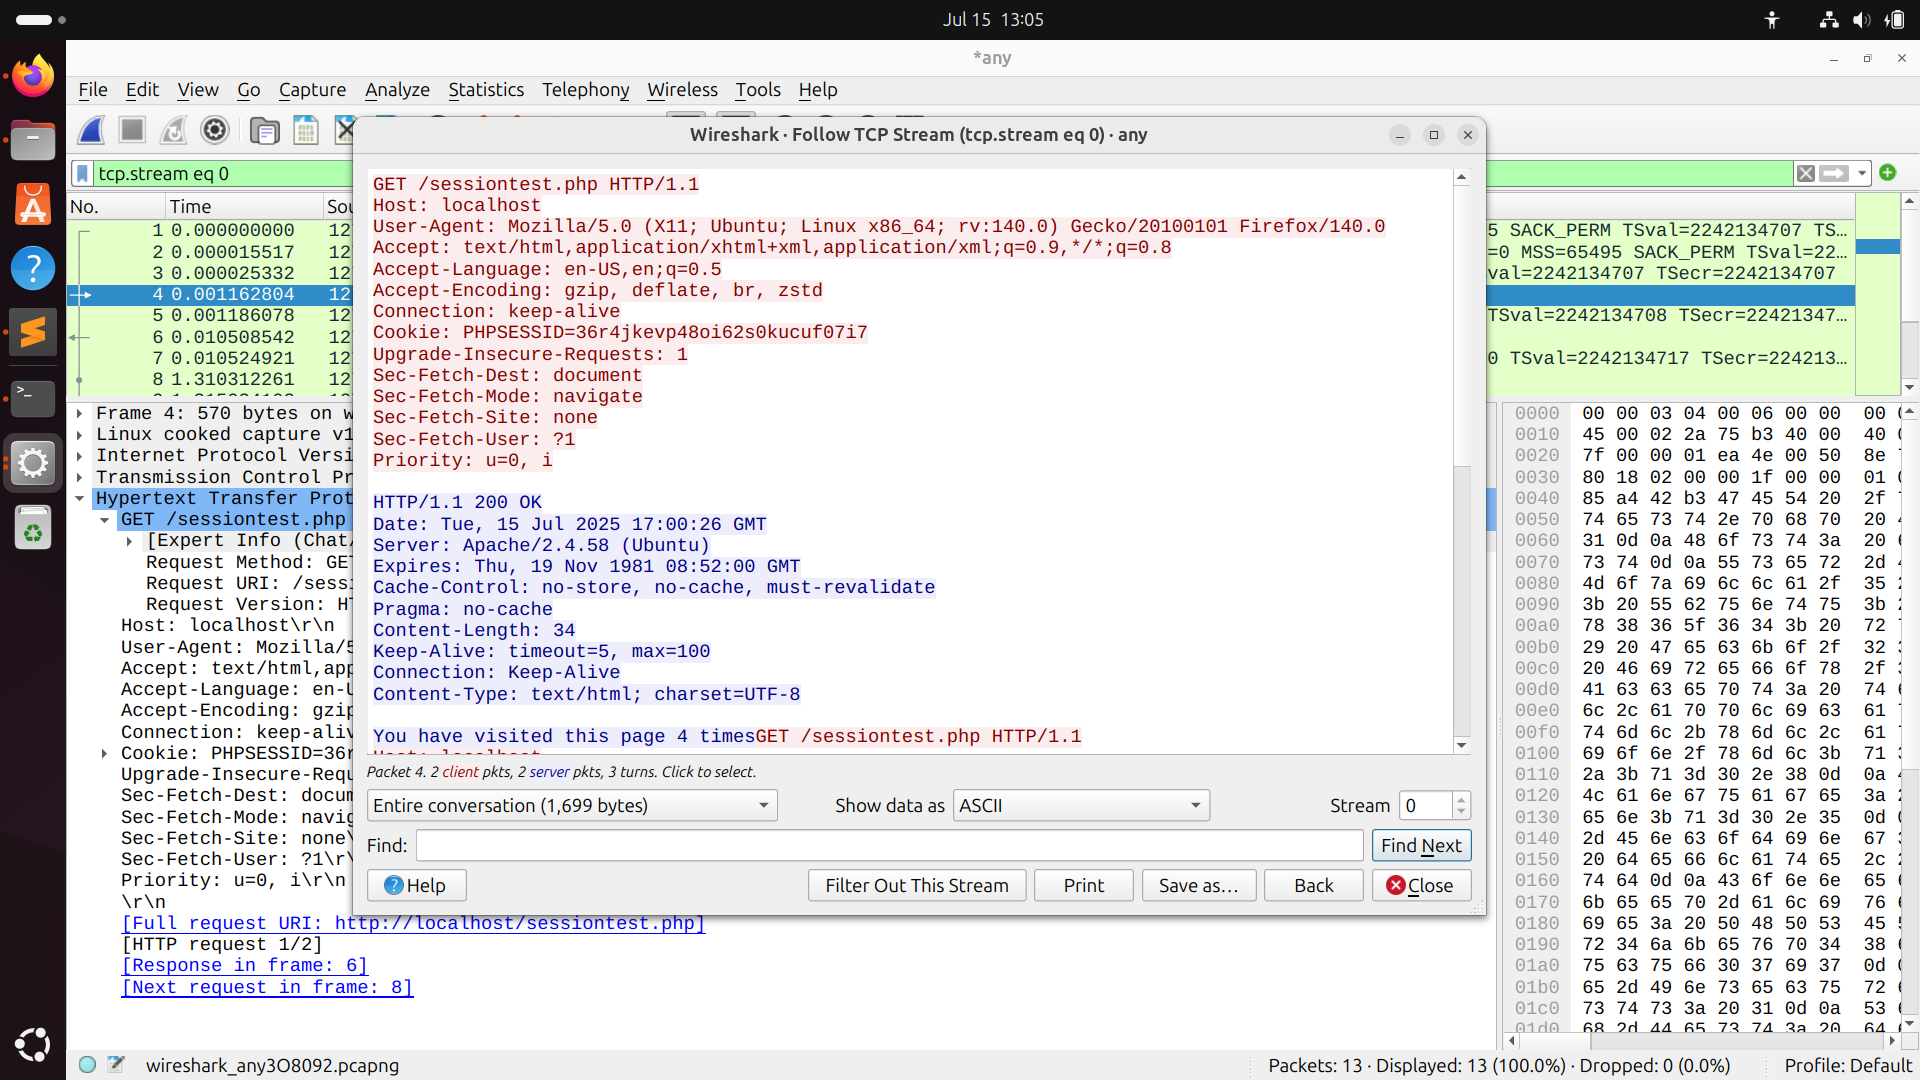 Jul 15 13:05
*any
File Edit View Go Capture Analyze Statistics Telephony Wireless Tools Help
Wireshark · Follow TCP Stream (tcp.stream eq 0) · any
tcp.stream eq 0
No. Time
1 0.000000000 12
2 0.000015517 12
3 0.000025332 12
4 0.001162804 12
5 0.001186078 12
6 0.010508542 12
7 0.010524921 12
8 1.310312261 12
5 SACK_PERM TSval=2242134707 TS…
=0 MSS=65495 SACK_PERM TSval=22…
val=2242134707 TSecr=2242134707
TSval=2242134708 TSecr=22421347…
0 TSval=2242134717 TSecr=224213…
GET /sessiontest.php HTTP/1.1
Host: localhost
User-Agent: Mozilla/5.0 (X11; Ubuntu; Linux x86_64; rv:140.0) Gecko/20100101 Firefox/140.0
Accept: text/html,application/xhtml+xml,application/xml;q=0.9,*/*;q=0.8
Accept-Language: en-US,en;q=0.5
Accept-Encoding: gzip, deflate, br, zstd
Connection: keep-alive
Cookie: PHPSESSID=36r4jkevp48oi62s0kucuf07i7
Upgrade-Insecure-Requests: 1
Sec-Fetch-Dest: document
Sec-Fetch-Mode: navigate
Sec-Fetch-Site: none
Sec-Fetch-User: ?1
Priority: u=0, i
HTTP/1.1 200 OK
Date: Tue, 15 Jul 2025 17:00:26 GMT
Server: Apache/2.4.58 (Ubuntu)
Expires: Thu, 19 Nov 1981 08:52:00 GMT
Cache-Control: no-store, no-cache, must-revalidate
Pragma: no-cache
Content-Length: 34
Keep-Alive: timeout=5, max=100
Connection: Keep-Alive
Content-Type: text/html; charset=UTF-8
You have visited this page 4 timesGET /sessiontest.php HTTP/1.1
Packet 4. 2 client pkts, 2 server pkts, 3 turns. Click to select.
Entire conversation (1,699 bytes) Show data as ASCII Stream 0
Find: Find Next
Help Filter Out This Stream Print Save as… Back Close
Frame 4: 570 bytes on w
Linux cooked capture v1
Internet Protocol Versi
Transmission Control Pr
Hypertext Transfer Prot
GET /sessiontest.php
[Expert Info (Chat/
Request Method: GE
Request URI: /sess
Request Version: H
Host: localhost\r\n
User-Agent: Mozilla/5
Accept: text/html,app
Accept-Language: en-U
Accept-Encoding: gzip
Connection: keep-aliv
Cookie: PHPSESSID=36r
Upgrade-Insecure-Requ
Sec-Fetch-Dest: docum
Sec-Fetch-Mode: navig
Sec-Fetch-Site: none\
Sec-Fetch-User: ?1\r\
Priority: u=0, i\r\n
\r\n
[Full request URI: http://localhost/sessiontest.php]
[HTTP request 1/2]
[Response in frame: 6]
[Next request in frame: 8]
0000 00 00 03 04 00 06 00 00 00
0010 45 00 02 2a 75 b3 40 00 40
0020 7f 00 00 01 ea 4e 00 50 8e
0030 80 18 02 00 00 1f 00 00 01
0040 85 a4 42 b3 47 45 54 20 2f
0050 74 65 73 74 2e 70 68 70 20
0060 31 0d 0a 48 6f 73 74 3a 20
0070 73 74 0d 0a 55 73 65 72 2d
0080 4d 6f 7a 69 6c 6c 61 2f 35
0090 3b 20 55 62 75 6e 74 75 3b
00a0 78 38 36 5f 36 34 3b 20 72
00b0 29 20 47 65 63 6b 6f 2f 32
00c0 20 46 69 72 65 66 6f 78 2f
00d0 41 63 63 65 70 74 3a 20 74
00e0 6c 2c 61 70 70 6c 69 63 61
00f0 74 6d 6c 2b 78 6d 6c 2c 61
0100 69 6f 6e 2f 78 6d 6c 3b 71
0110 2a 3b 71 3d 30 2e 38 0d 0a
0120 4c 61 6e 67 75 61 67 65 3a
0130 65 6e 3b 71 3d 30 2e 35 0d
0140 2d 45 6e 63 6f 64 69 6e 67
0150 20 64 65 66 6c 61 74 65 2c
0160 74 64 0d 0a 43 6f 6e 6e 65
0170 6b 65 65 70 2d 61 6c 69 76
0180 69 65 3a 20 50 48 50 53 45
0190 72 34 6a 6b 65 76 70 34 38
01a0 75 63 75 66 30 37 69 37 0d
01b0 65 2d 49 6e 73 65 63 75 72
01c0 73 74 73 3a 20 31 0d 0a 53
01d0 68 2d 44 65 73 74 3a 20 64
wireshark_any3O8092.pcapng Packets: 13 · Displayed: 13 (100.0%) · Dropped: 0 (0.0%) Profile: Default